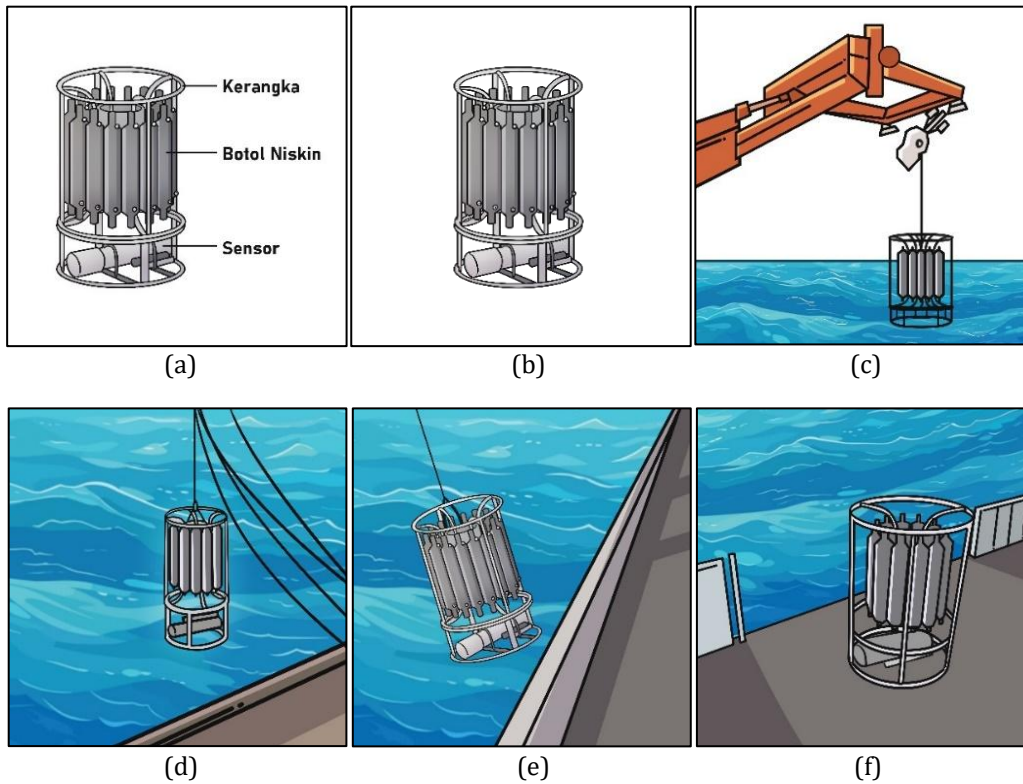 Kerangka
Botol Niskin
Sensor
(a)
(b)
(c)
(d)
(e)
(f)